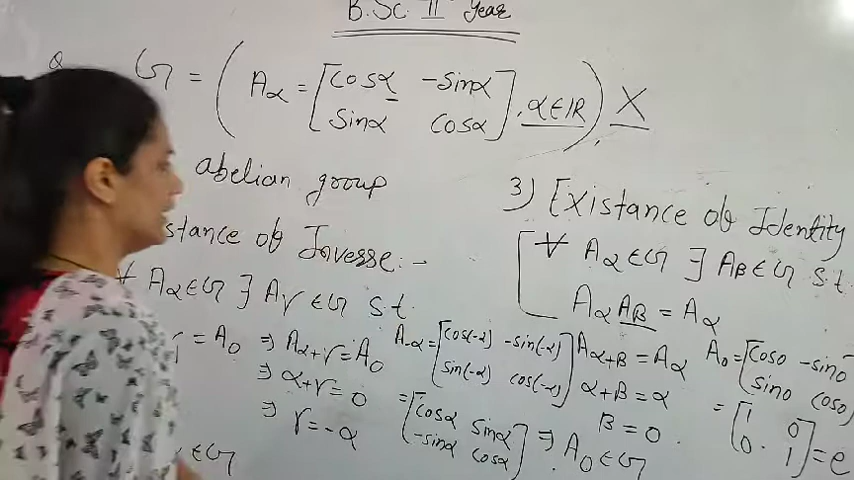 B.Sc. II Year
Q G = ( Aα = [cosα -sinα
sinα cosα] , α∈IR ) , X
abelian group
stance of Invesse:-
∀ Aα∈G ∃ Aγ∈G s.t.
γ = A0 ⇒ Aα+γ = A0
⇒ α+γ = 0
⇒ γ = -α
∈G
A-α = [cos(-α) -sin(-α)
sin(-α) cos(-α)]
= [cosα sinα
-sinα cosα]
3) Existance of Identity
∀ Aα∈G ∃ AB∈G s.t.
Aα AB = Aα
Aα+B = Aα
α+B = α
B = 0 .
⇒ A0∈G
A0 = [cos0 -sin0
sin0 cos0)
= [1 0
0 1] = e